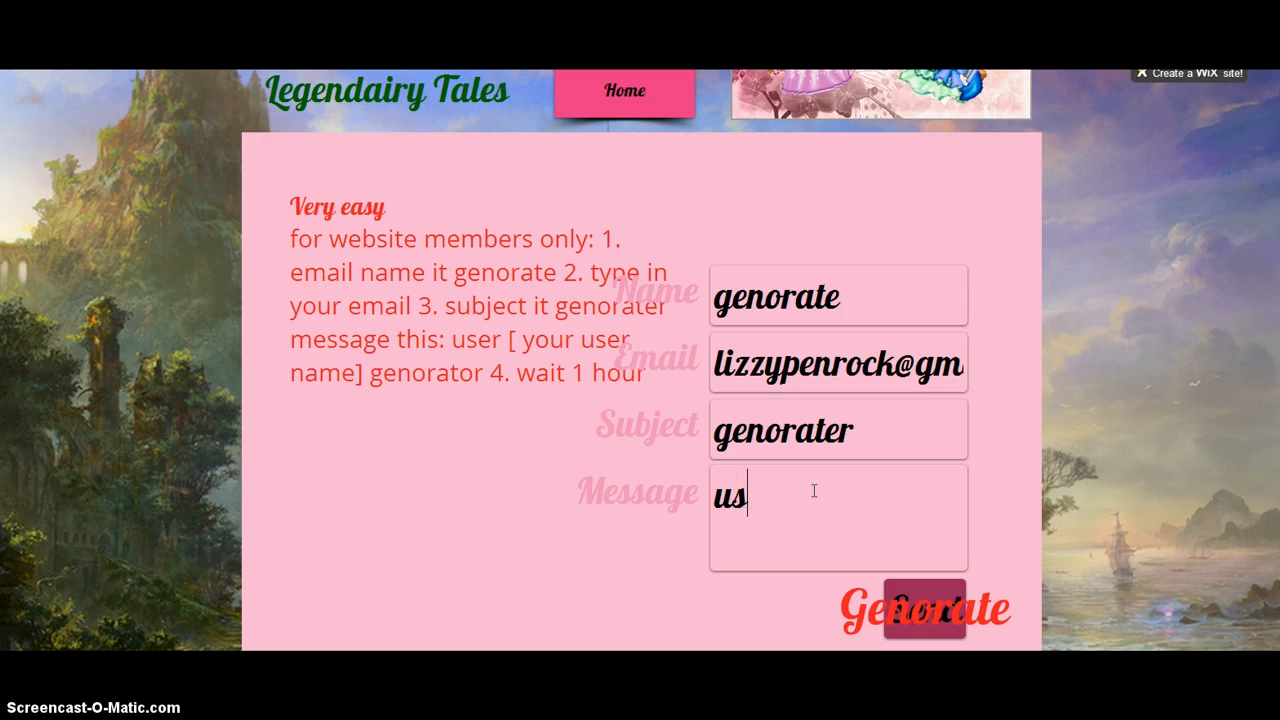 Legendairy Tales
Home
Create a WiX site!
Very easy
for website members only: 1.
email name it genorate 2. type in
your email 3. subject it genorater
message this: user [ your user
name] genorator 4. wait 1 hour
Name
genorate
Email
lizzypenrock@gm
Subject
genorater
Message
us
Send
Genorate
Screencast-O-Matic.com